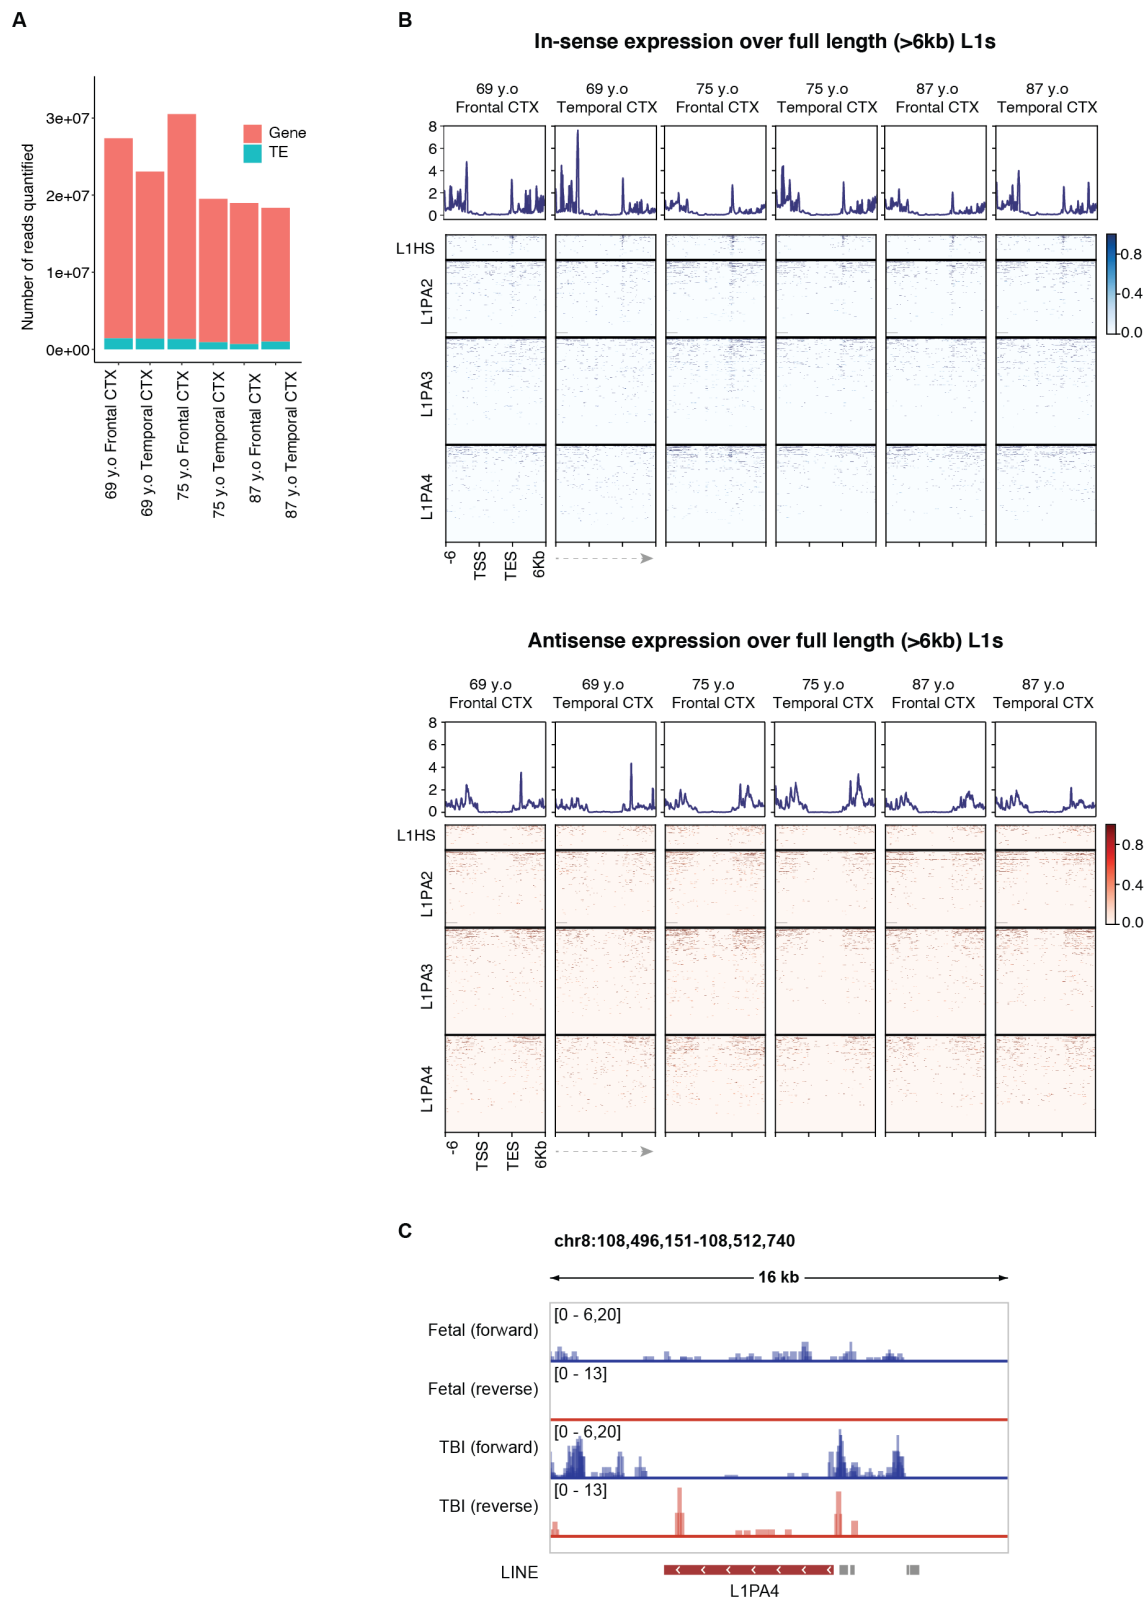 A
Number of reads quantified
3e+07
2e+07
1e+07
0e+00
Gene
TE
69 y.o Frontal CTX
69 y.o Temporal CTX
75 y.o Frontal CTX
75 y.o Temporal CTX
87 y.o Frontal CTX
87 y.o Temporal CTX
B
In-sense expression over full length (>6kb) L1s
69 y.o
Frontal CTX
69 y.o
Temporal CTX
75 y.o
Frontal CTX
75 y.o
Temporal CTX
87 y.o
Frontal CTX
87 y.o
Temporal CTX
8
6
4
2
0
L1HS
L1PA2
L1PA3
L1PA4
0.8
0.4
0.0
-6
TSS
TES
6Kb
Antisense expression over full length (>6kb) L1s
69 y.o
Frontal CTX
69 y.o
Temporal CTX
75 y.o
Frontal CTX
75 y.o
Temporal CTX
87 y.o
Frontal CTX
87 y.o
Temporal CTX
8
6
4
2
0
L1HS
L1PA2
L1PA3
L1PA4
0.8
0.4
0.0
-6
TSS
TES
6Kb
C
chr8:108,496,151-108,512,740
16 kb
Fetal (forward)
[0 - 6,20]
Fetal (reverse)
[0 - 13]
TBI (forward)
[0 - 6,20]
TBI (reverse)
[0 - 13]
LINE
L1PA4